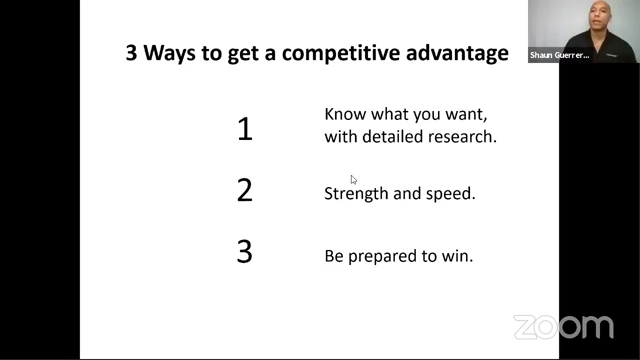 3 Ways to get a competitive advantage
Shaun Guerrer...
1
Know what you want,
with detailed research.
2
Strength and speed.
3
Be prepared to win.
zoom